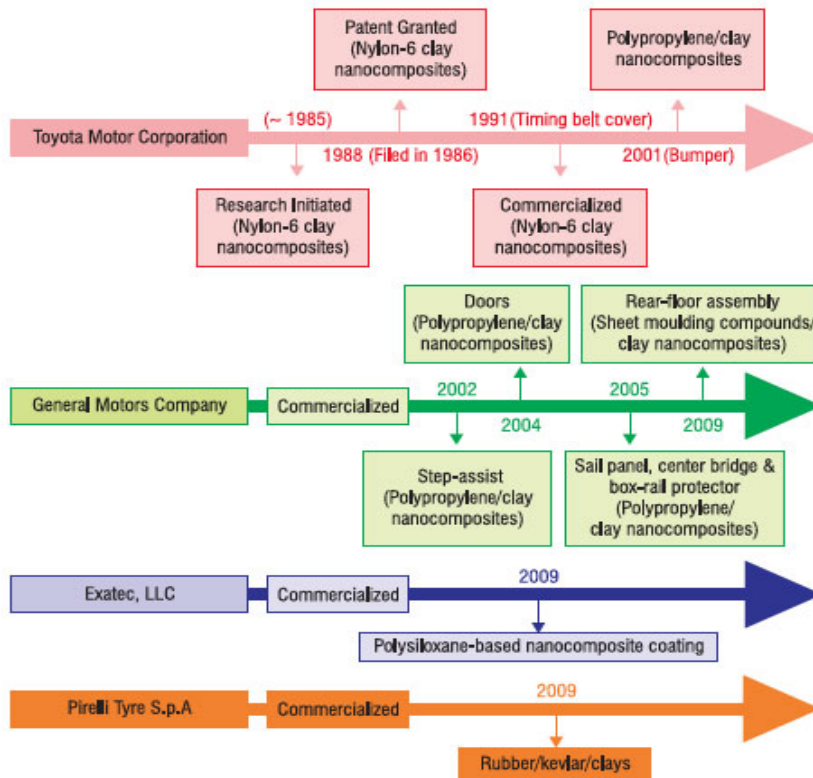 Patent Granted
(Nylon-6 clay
nanocomposites)
Polypropylene/clay
nanocomposites
(~ 1985)
1991(Timing belt cover)
Toyota Motor Corporation
1988 (Filed in 1986)
2001(Bumper)
Research Initiated
(Nylon-6 clay
nanocomposites)
Commercialized
(Nylon-6 clay
nanocomposites)
Doors
(Polypropylene/clay
nanocomposites)
Rear-floor assembly
(Sheet moulding compounds/
clay nanocomposites)
2002
2005
General Motors Company
Commercialized
2004
2009
Step-assist
(Polypropylene/clay
nanocomposites)
Sail panel, center bridge &
box-rail protector
(Polypropylene/
clay nanocomposites)
2009
Exatec, LLC
Commercialized
Polysiloxane-based nanocomposite coating
2009
Pirelli Tyre S.p.A
Commercialized
Rubber/kevlar/clays